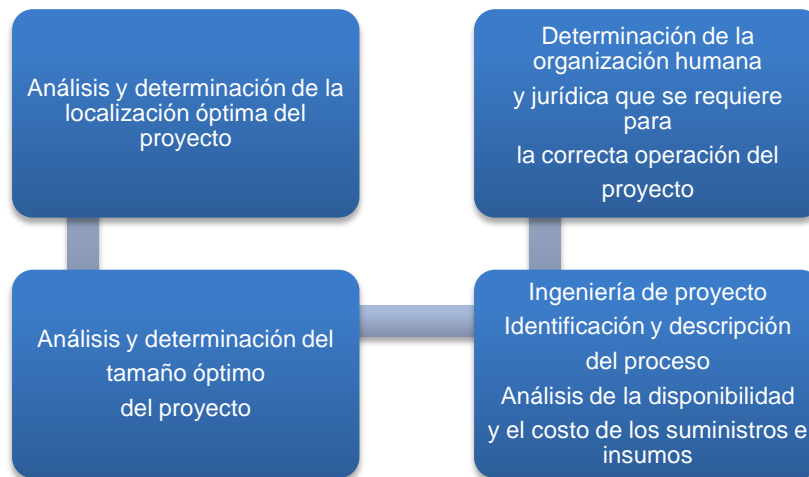 Análisis y determinación de la
localización óptima del
proyecto
Análisis y determinación del
tamaño óptimo
del proyecto
Ingeniería de proyecto
Identificación y descripción
del proceso
Análisis de la disponibilidad
y el costo de los suministros e
insumos
Determinación de la
organización humana
y jurídica que se requiere
para
la correcta operación del
proyecto